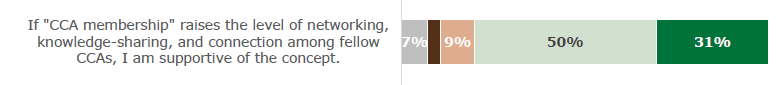 If "CCA membership" raises the level of networking,
knowledge-sharing, and connection among fellow
CCAs, I am supportive of the concept.
7% 9% 50% 31%